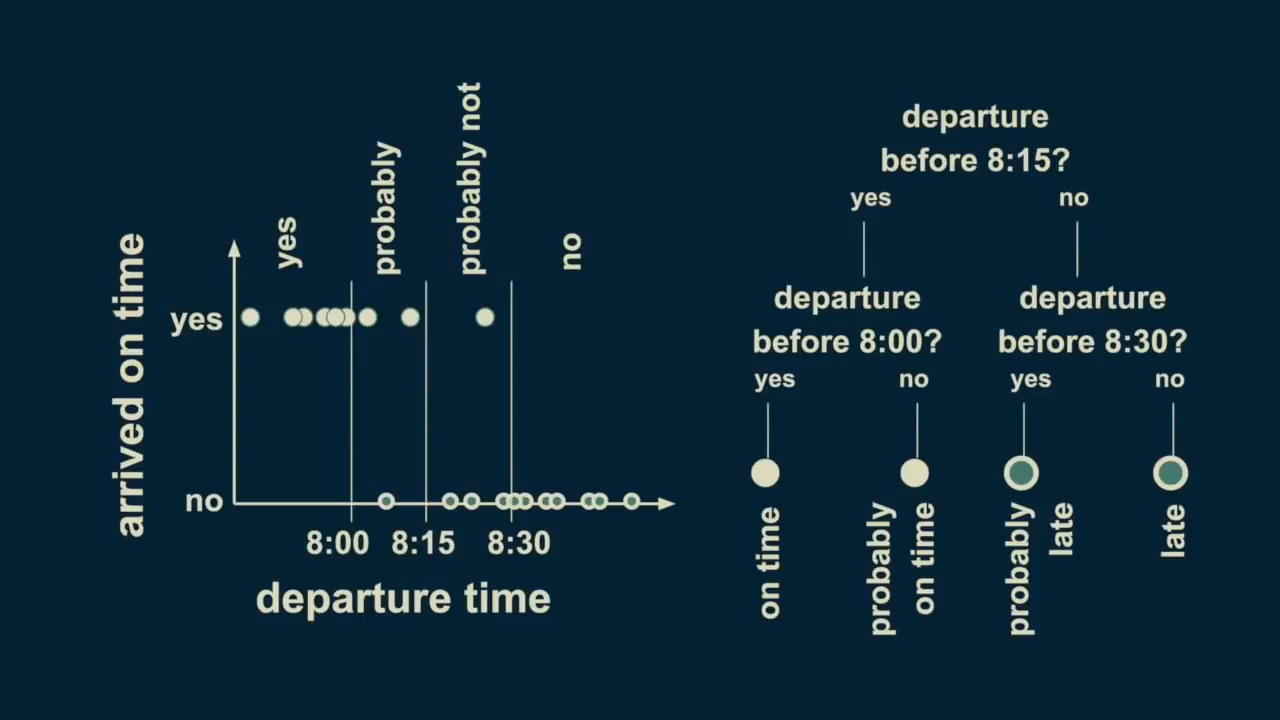 arrived on time
yes
no
yes
probably
probably not
no
8:00 8:15 8:30
departure time
departure
before 8:15?
yes no
departure
before 8:00?
yes no
departure
before 8:30?
yes no
on time
probably
on time
probably
late
late